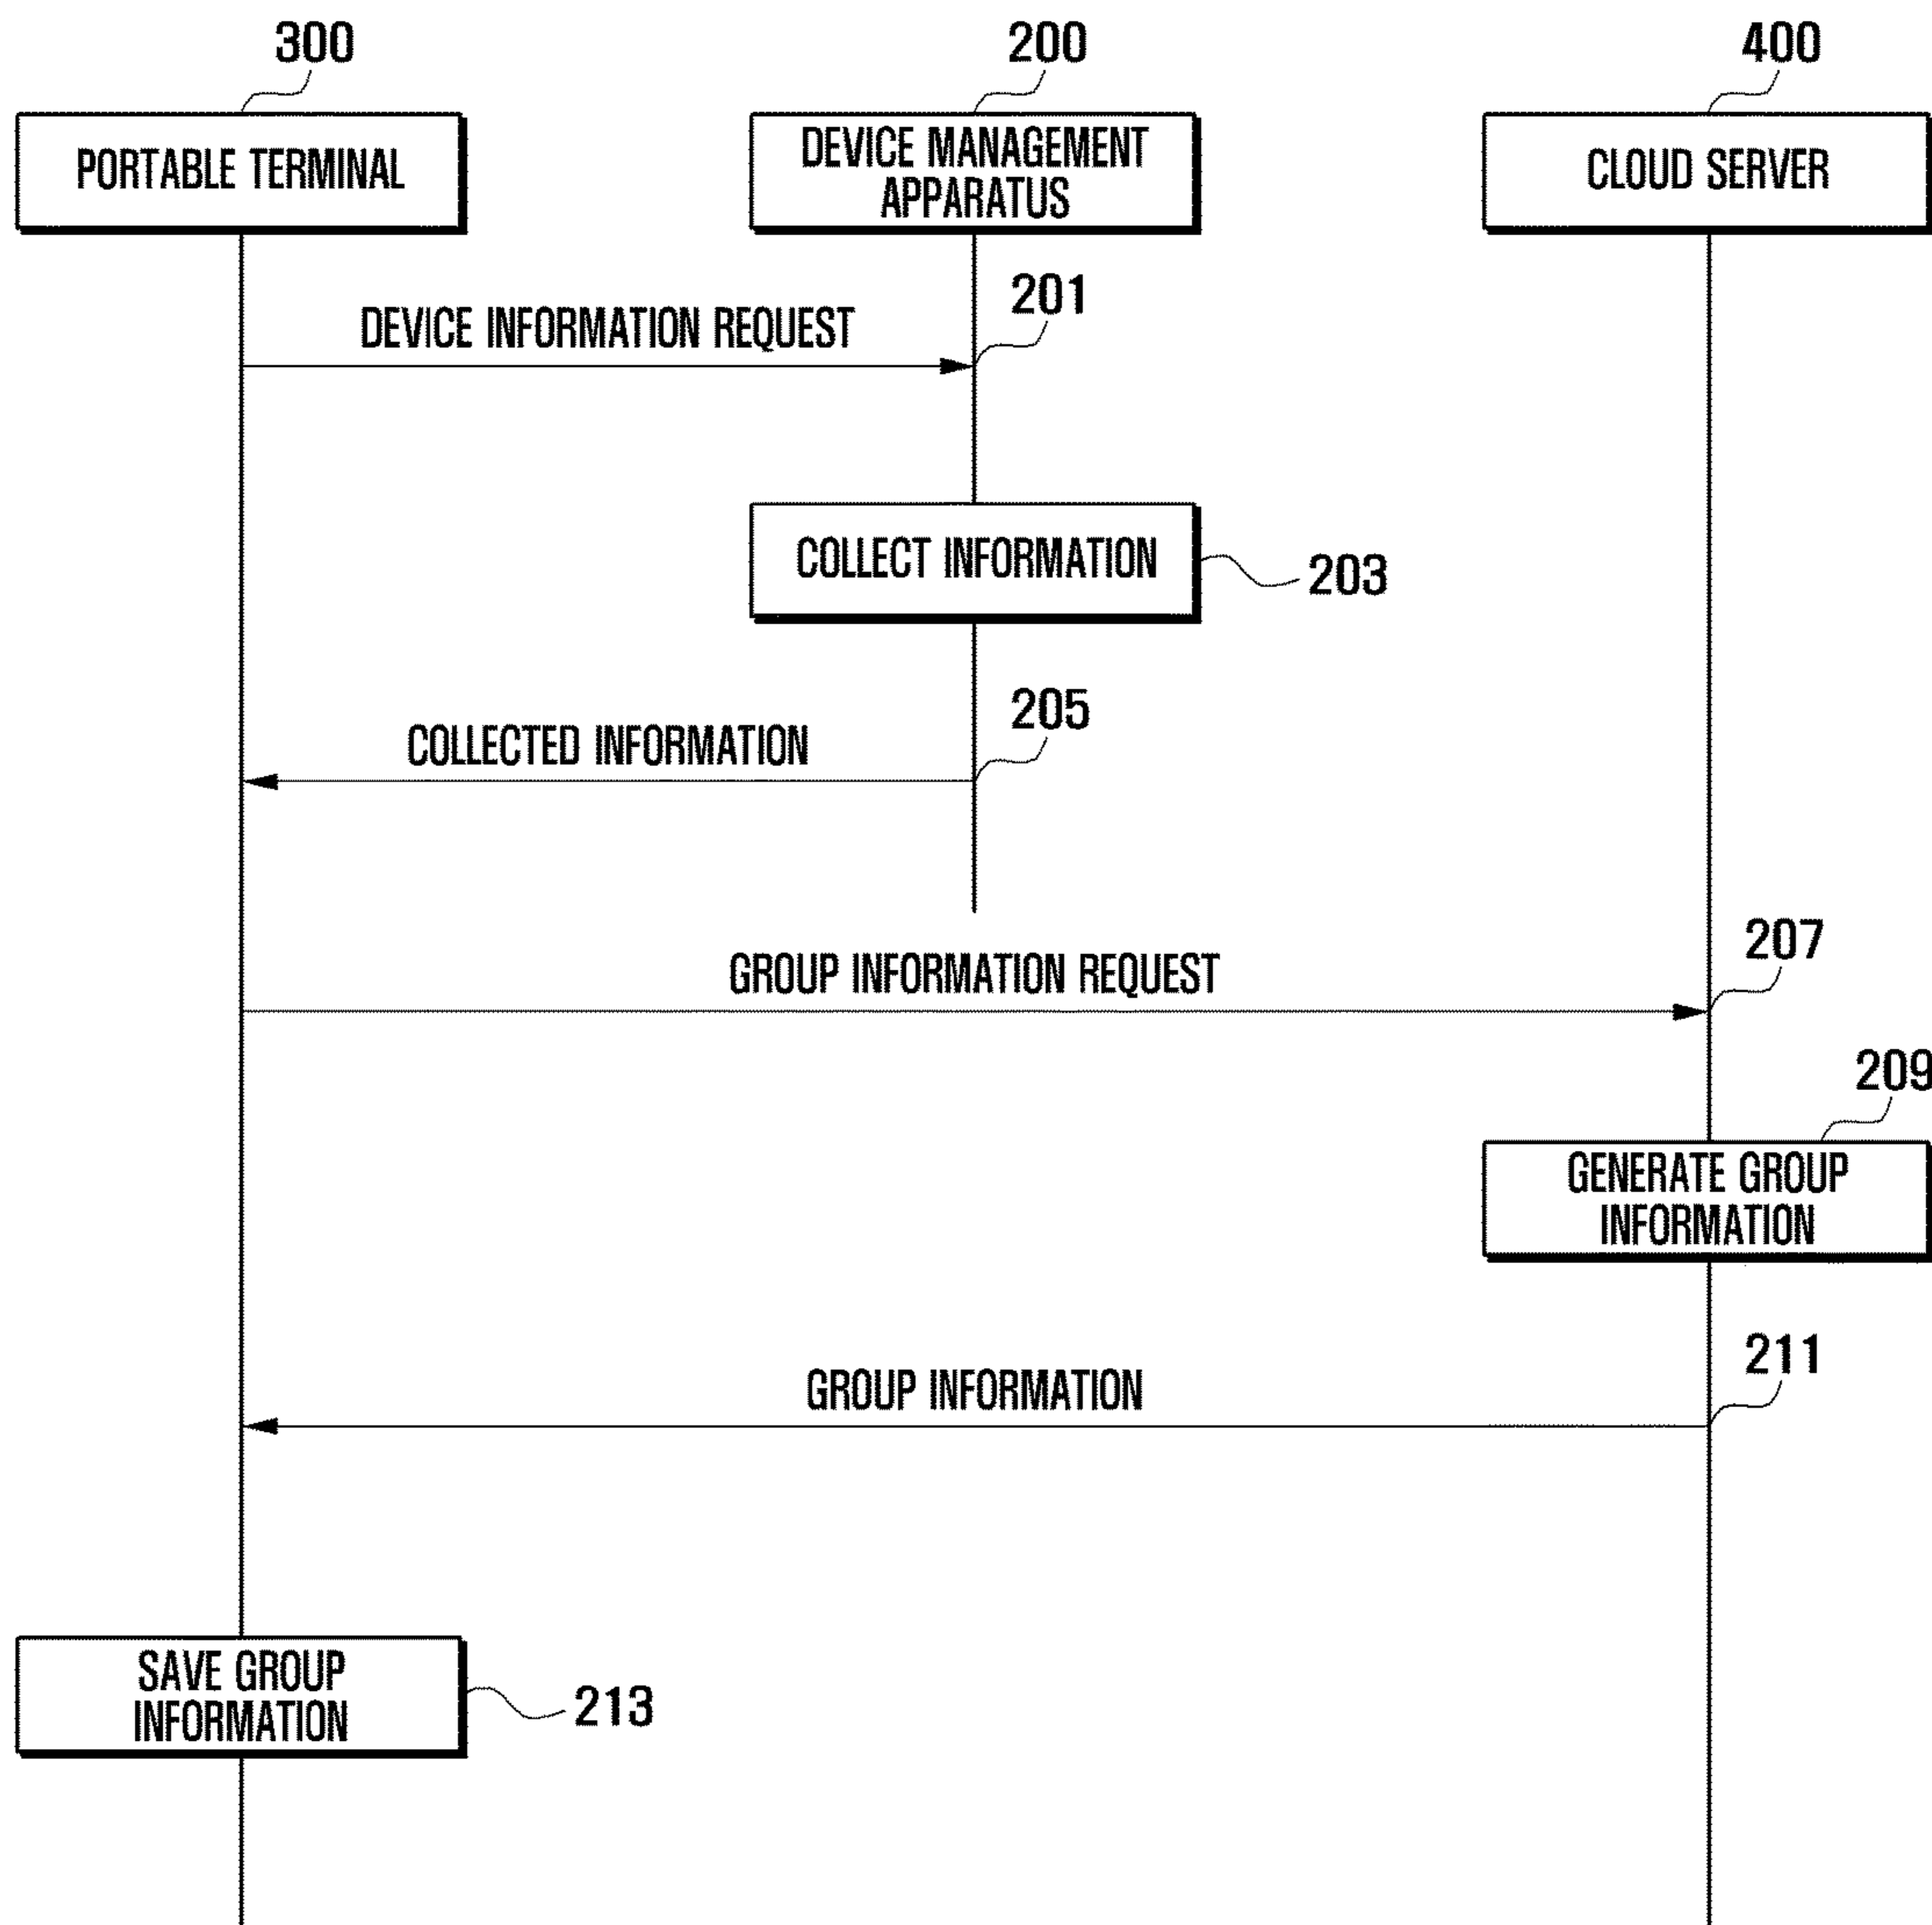 300
200
400
PORTABLE TERMINAL
DEVICE MANAGEMENT
APPARATUS
CLOUD SERVER
201
DEVICE INFORMATION REQUEST
COLLECT INFORMATION
203
205
COLLECTED INFORMATION
207
GROUP INFORMATION REQUEST
209
GENERATE GROUP
INFORMATION
211
GROUP INFORMATION
SAVE GROUP
INFORMATION
213